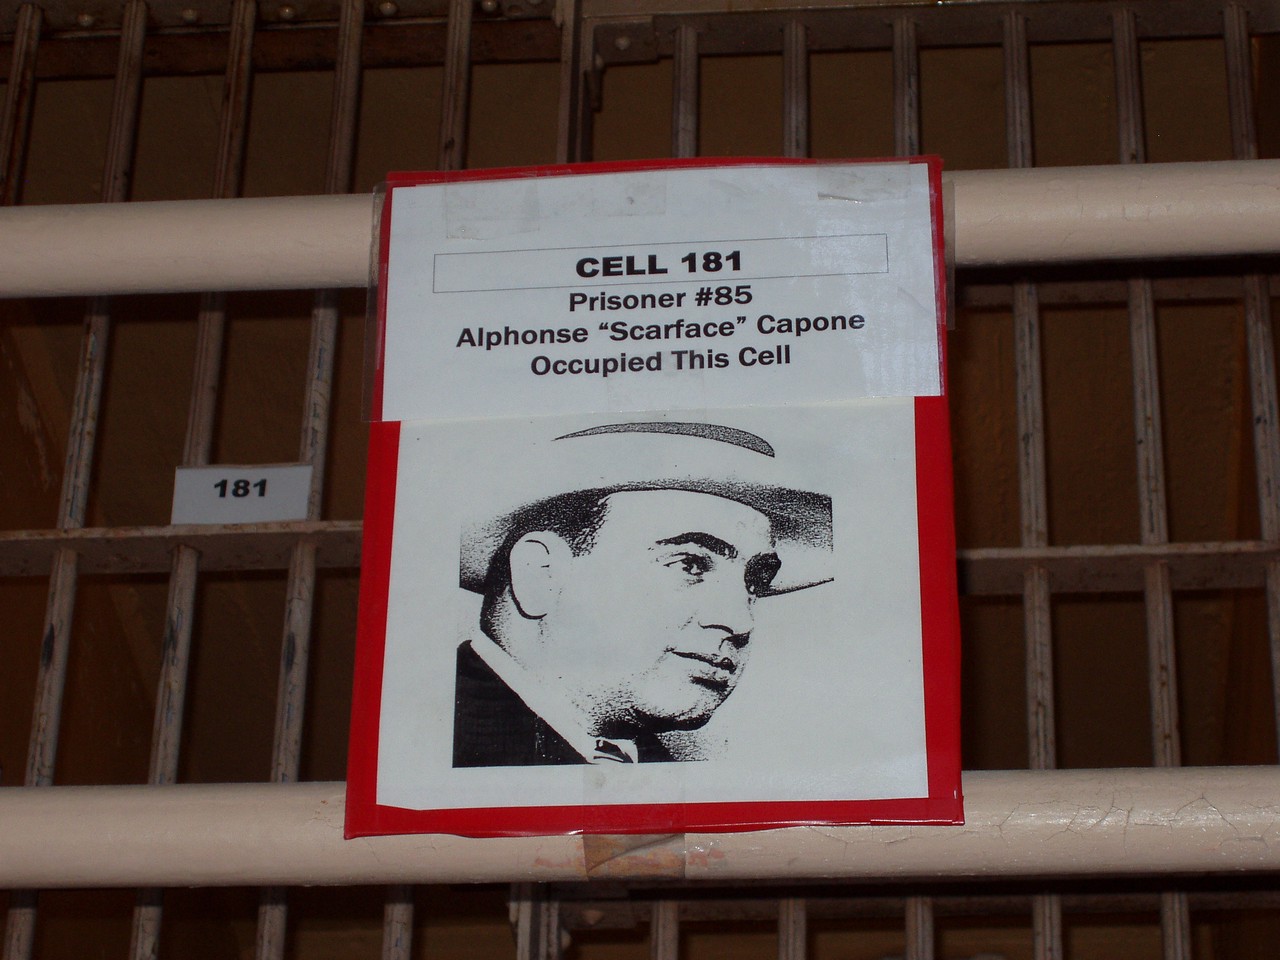 CELL 181
Prisoner #85
Alphonse “Scarface” Capone
Occupied This Cell
181